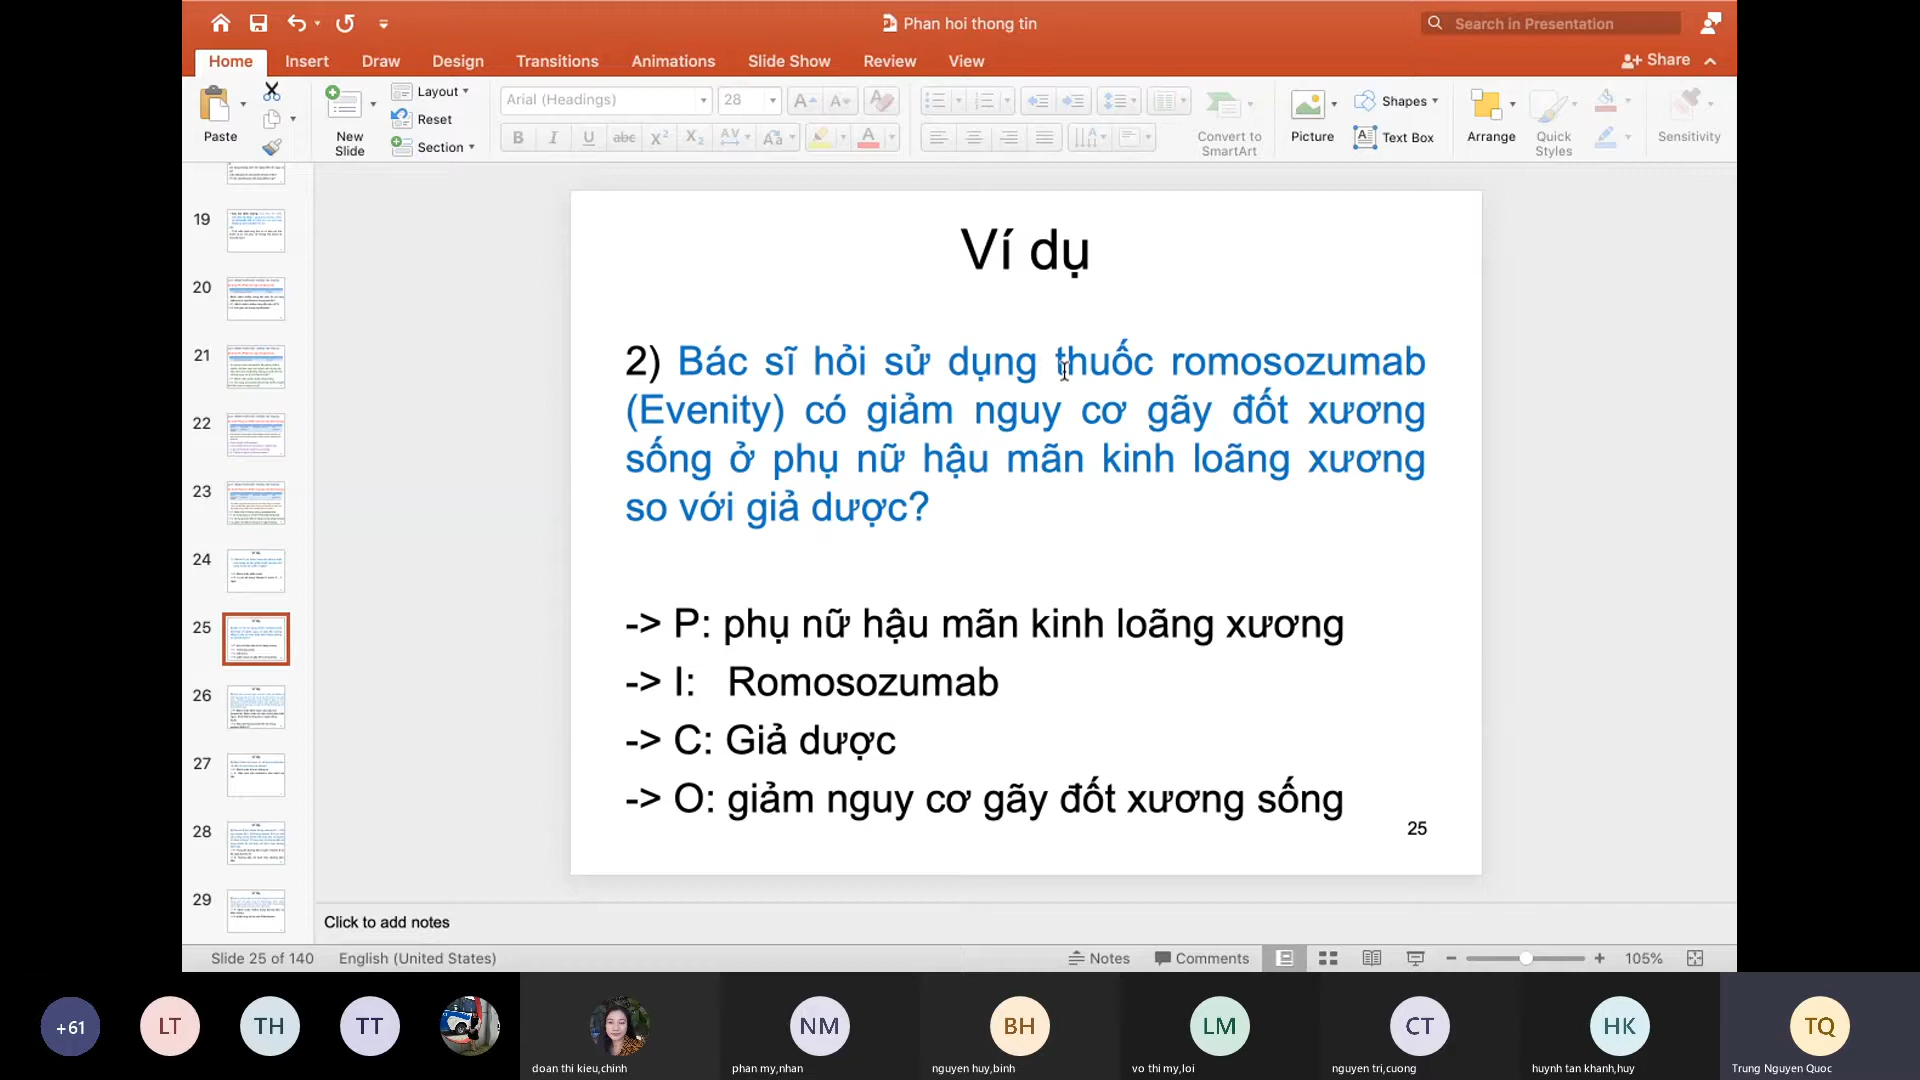 Phan hoi thong tin
Search in Presentation
Home Insert Draw Design Transitions Animations Slide Show Review View Share
Paste
New Slide
Layout
Reset
Section
Arial (Headings) 28
Convert to SmartArt
Picture
Shapes
Text Box
Arrange
Quick Styles
Sensitivity
19
20
21
22
23
24
25
26
27
28
29
Ví dụ
2) Bác sĩ hỏi sử dụng thuốc romosozumab
(Evenity) có giảm nguy cơ gãy đốt xương
sống ở phụ nữ hậu mãn kinh loãng xương
so với giả dược?
-> P: phụ nữ hậu mãn kinh loãng xương
-> I: Romosozumab
-> C: Giả dược
-> O: giảm nguy cơ gãy đốt xương sống
25
Click to add notes
Slide 25 of 140 English (United States) Notes Comments 105%
+61 LT TH TT NM BH LM CT HK TQ
doan thi kieu,chinh phan my,nhan nguyen huy,binh vo thi my,loi nguyen tri,cuong huynh tan khanh,huy Trung Nguyen Quoc